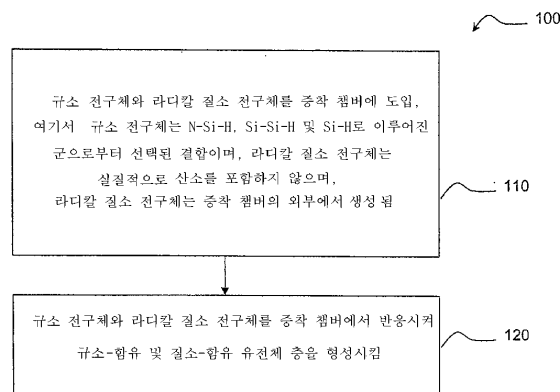 100
규소 전구체와 라디칼 질소 전구체를 증착 챔버에 도입,
여기서 규소 전구체는 N-Si-H, Si-Si-H 및 Si-H로 이루어진
군으로부터 선택된 결합이며, 라디칼 질소 전구체는
실질적으로 산소를 포함하지 않으며,
라디칼 질소 전구체는 증착 챔버의 외부에서 생성 됨
110
규소 전구체와 라디칼 질소 전구체를 증착 챔버에서 반응시켜
규소-함유 및 질소-함유 유전체 층을 형성시킴
120